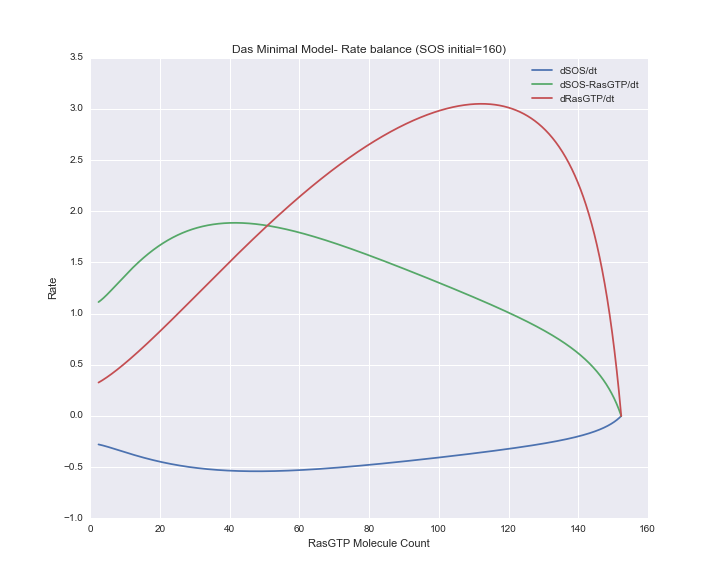 Das Minimal Model- Rate balance (SOS initial=160)
dSOS/dt
dSOS-RasGTP/dt
dRasGTP/dt
3.5
3.0
2.5
2.0
1.5
1.0
0.5
0.0
−0.5
−1.0
Rate
0 20 40 60 80 100 120 140 160
RasGTP Molecule Count